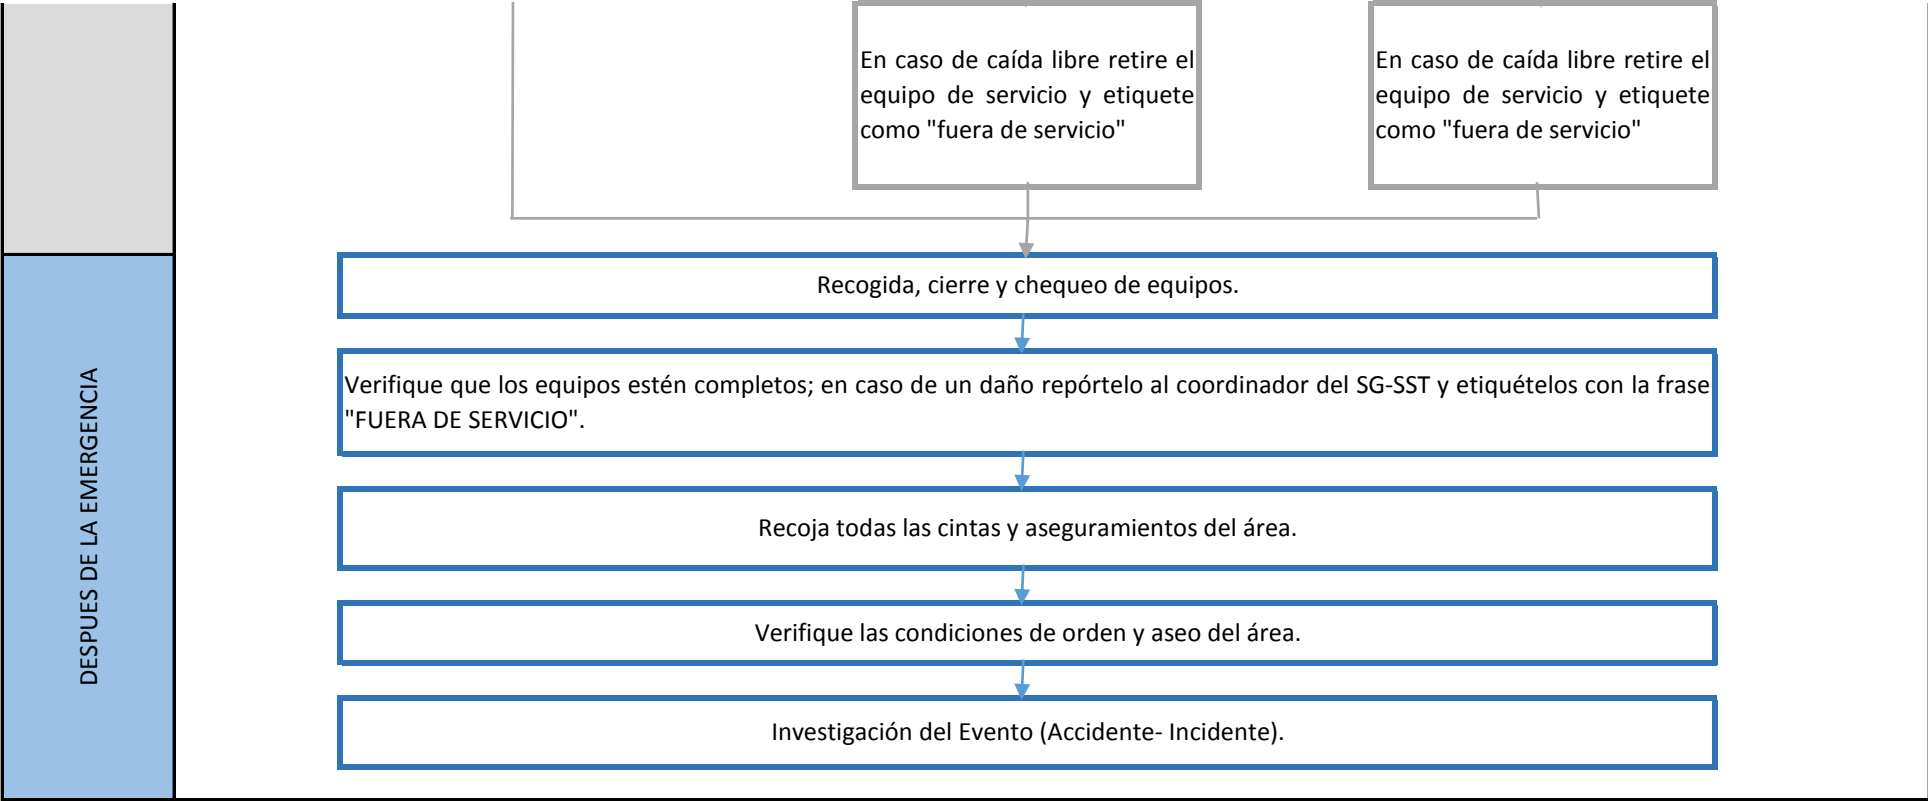 En caso de caída libre retire el
equipo de servicio y etiquete
como "fuera de servicio"
En caso de caída libre retire el
equipo de servicio y etiquete
como "fuera de servicio"
DESPUES DE LA EMERGENCIA
Recogida, cierre y chequeo de equipos.
Verifique que los equipos estén completos; en caso de un daño repórtelo al coordinador del SG-SST y etiquételos con la frase
"FUERA DE SERVICIO".
Recoja todas las cintas y aseguramientos del área.
Verifique las condiciones de orden y aseo del área.
Investigación del Evento (Accidente- Incidente).